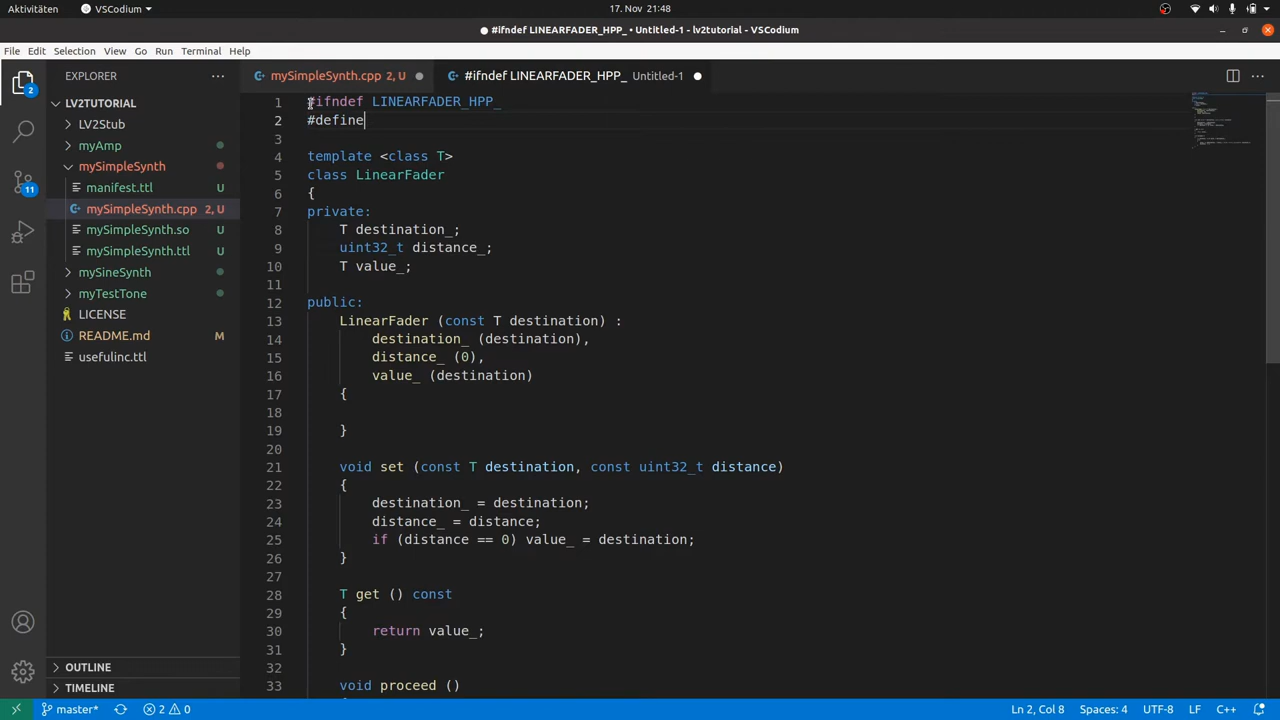 Aktivitäten
VSCodium
17. Nov 21:48
#ifndef LINEARFADER_HPP_ • Untitled-1 - lv2tutorial - VSCodium
File Edit Selection View Go Run Terminal Help
EXPLORER
mySimpleSynth.cpp 2, U
#ifndef LINEARFADER_HPP_ Untitled-1
LV2TUTORIAL
LV2Stub
myAmp
mySimpleSynth
manifest.ttl U
mySimpleSynth.cpp 2, U
mySimpleSynth.so U
mySimpleSynth.ttl U
mySineSynth
myTestTone
LICENSE
README.md M
usefulinc.ttl
2
11
OUTLINE
TIMELINE
1 #ifndef LINEARFADER_HPP_
2 #define
3
4 template <class T>
5 class LinearFader
6 {
7 private:
8 T destination_;
9 uint32_t distance_;
10 T value_;
11
12 public:
13 LinearFader (const T destination) :
14 destination_ (destination),
15 distance_ (0),
16 value_ (destination)
17 {
18
19 }
20
21 void set (const T destination, const uint32_t distance)
22 {
23 destination_ = destination;
24 distance_ = distance;
25 if (distance == 0) value_ = destination;
26 }
27
28 T get () const
29 {
30 return value_;
31 }
32
33 void proceed ()
master* 2 0
Ln 2, Col 8 Spaces: 4 UTF-8 LF C++